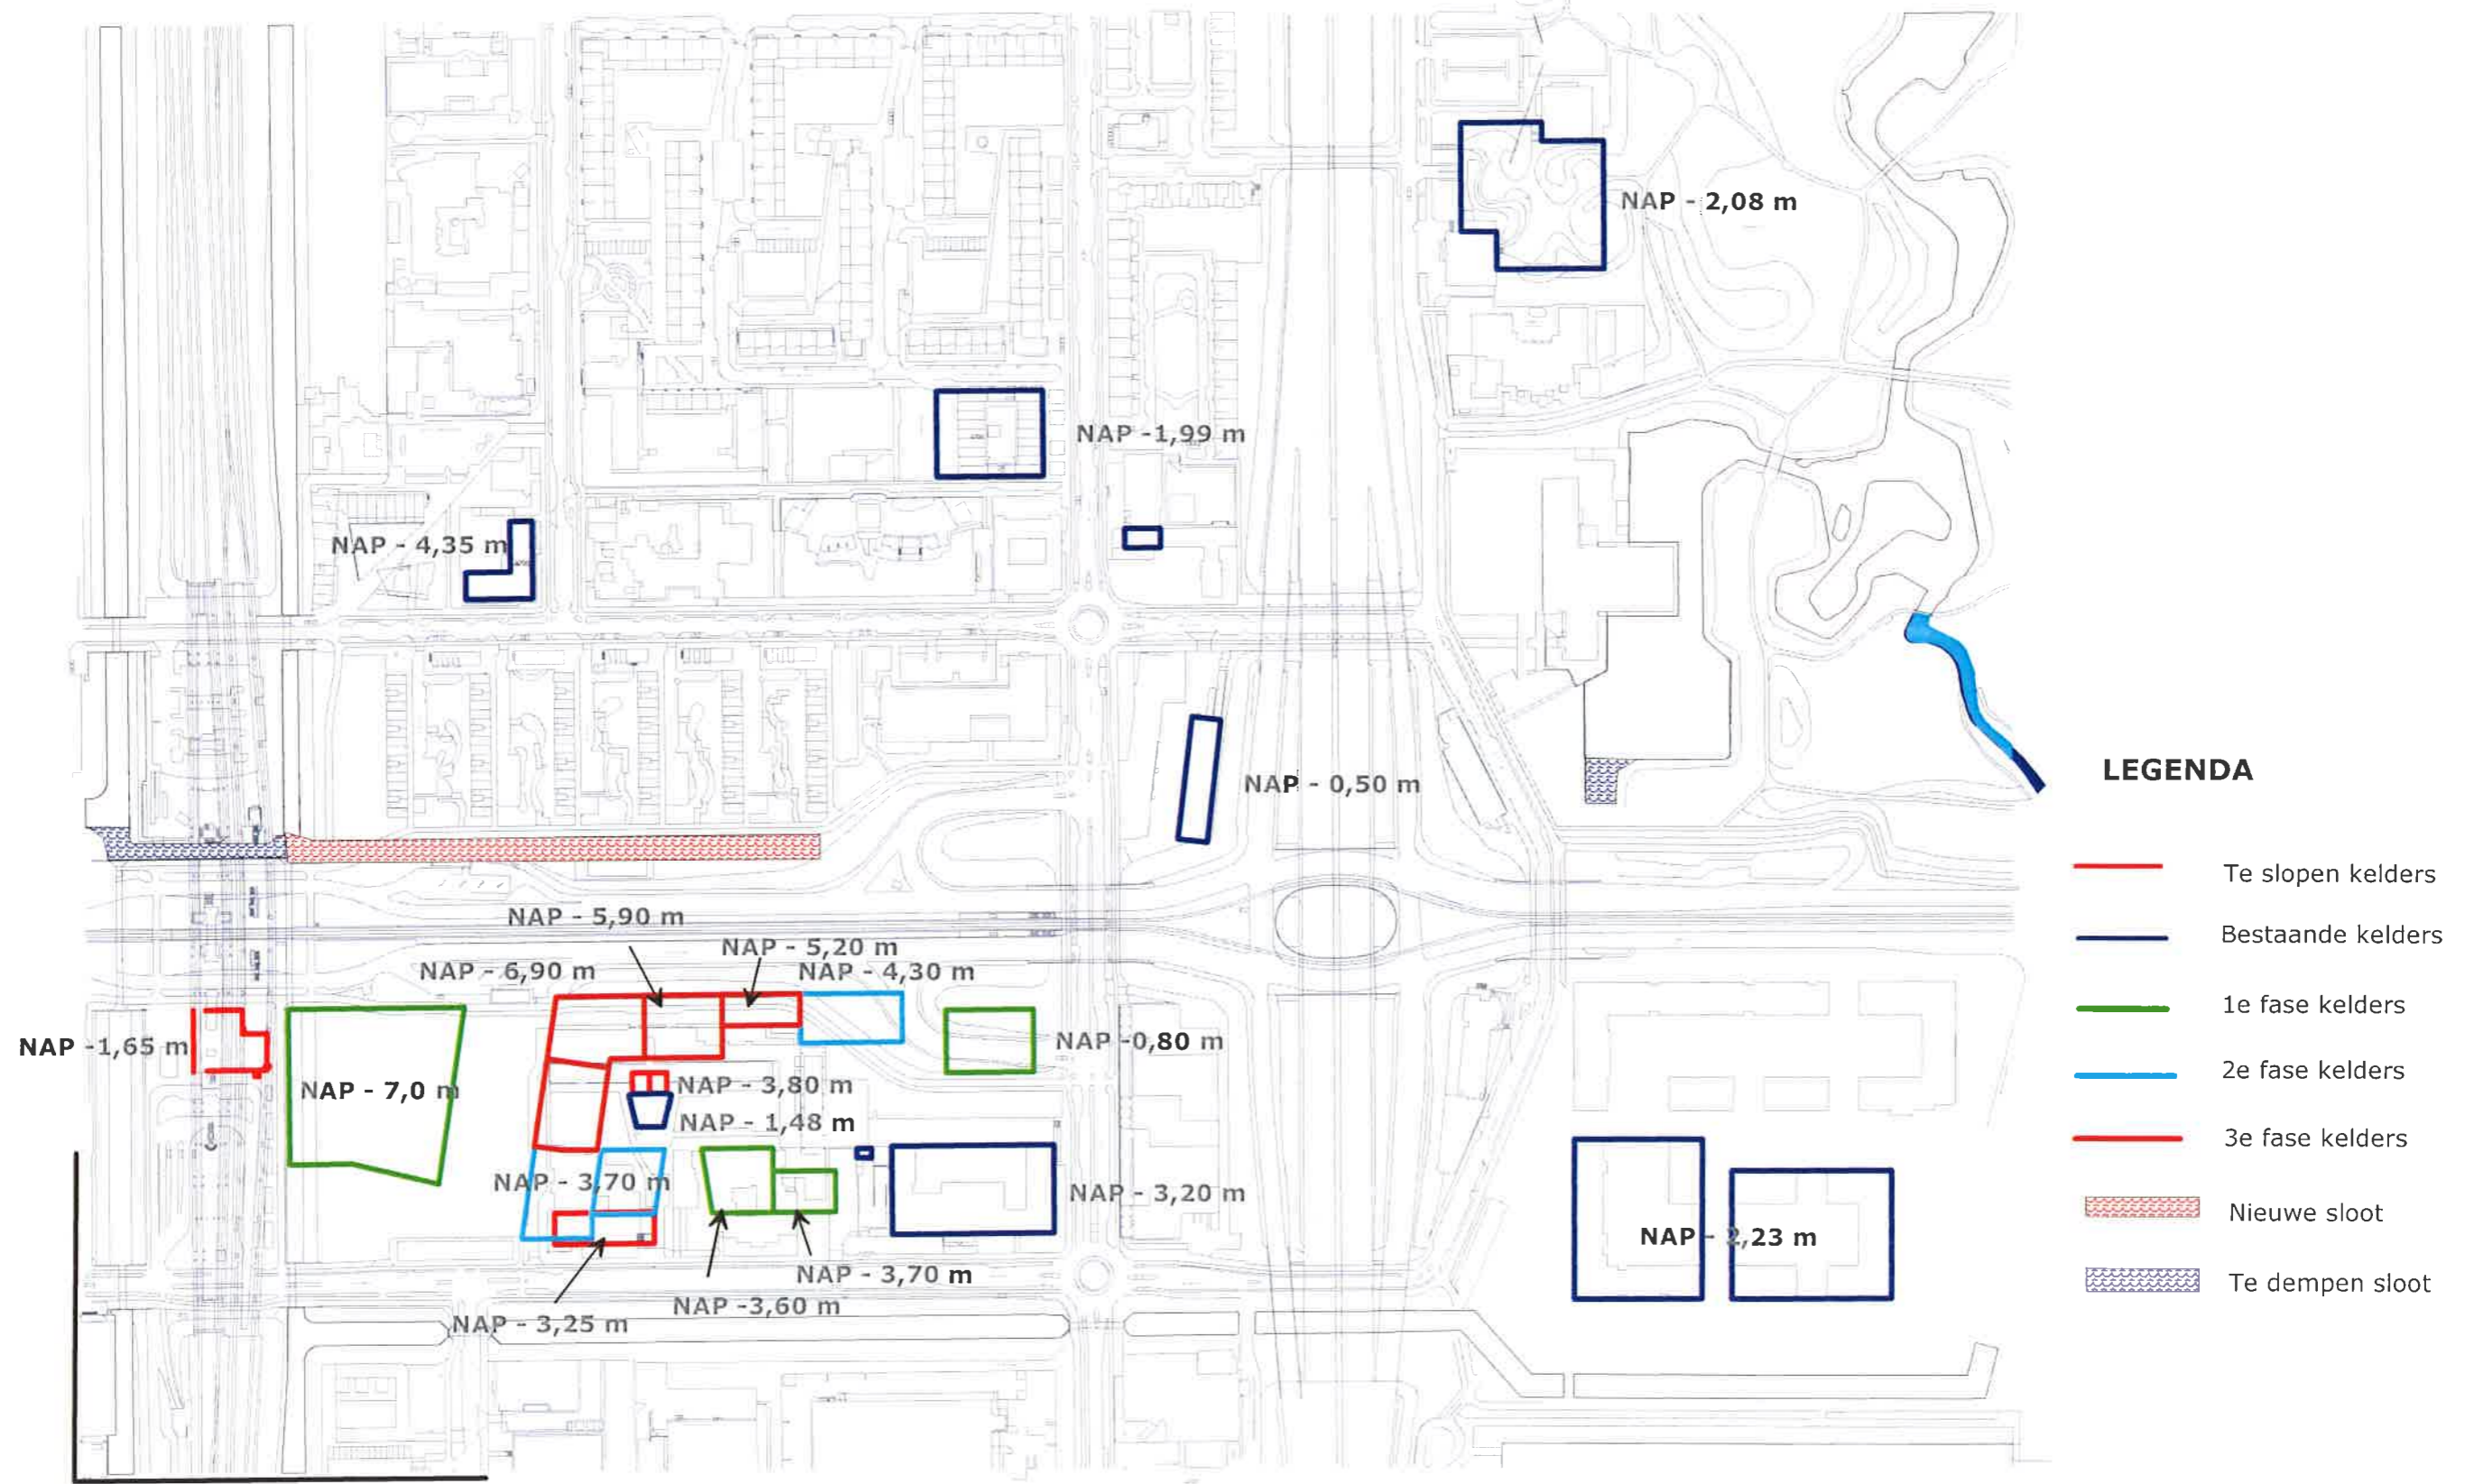 NAP - 2,08 m
NAP -1,99 m
NAP - 4,35 m
NAP - 0,50 m
NAP - 5,90 m
NAP - 5,20 m
NAP - 6,90 m
NAP - 4,30 m
NAP -1,65 m
NAP -0,80 m
NAP - 7,0 m
NAP - 3,80 m
NAP - 1,48 m
NAP - 3,70 m
NAP - 3,20 m
NAP - 2,23 m
NAP - 3,70 m
NAP -3,60 m
NAP - 3,25 m
LEGENDA
Te slopen kelders
Bestaande kelders
1e fase kelders
2e fase kelders
3e fase kelders
Nieuwe sloot
Te dempen sloot